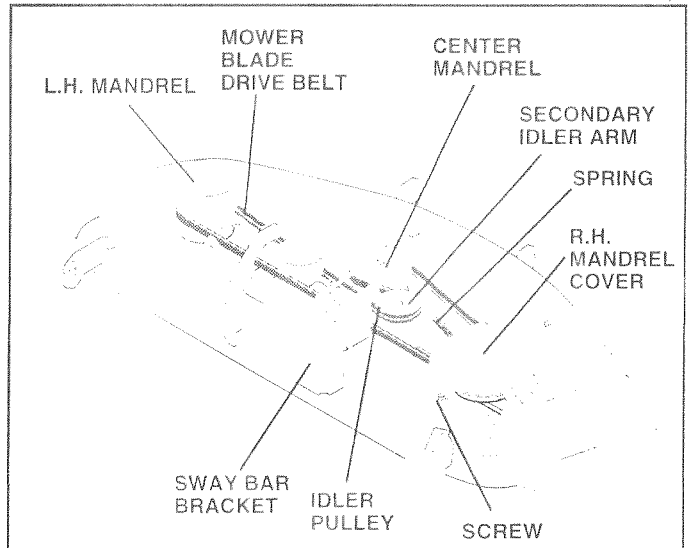 MOWER
BLADE
DRIVE BELT
L.H. MANDREL
CENTER
MANDREL
SECONDARY
IDLER ARM
SPRING
R.H.
MANDREL
COVER
SWAY BAR
BRACKET
IDLER
PULLEY
SCREW